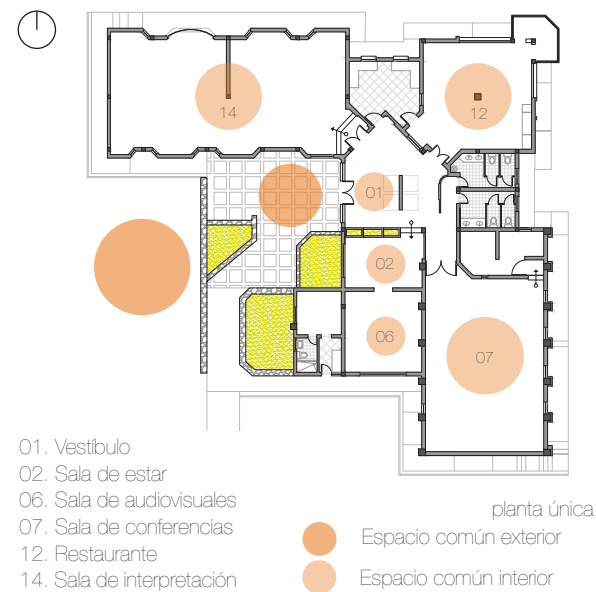 14
12
01
02
06
07
01. Vestíbulo
02. Sala de estar
06. Sala de audiovisuales
07. Sala de conferencias
12. Restaurante
14. Sala de interpretación
planta única
Espacio común exterior
Espacio común interior